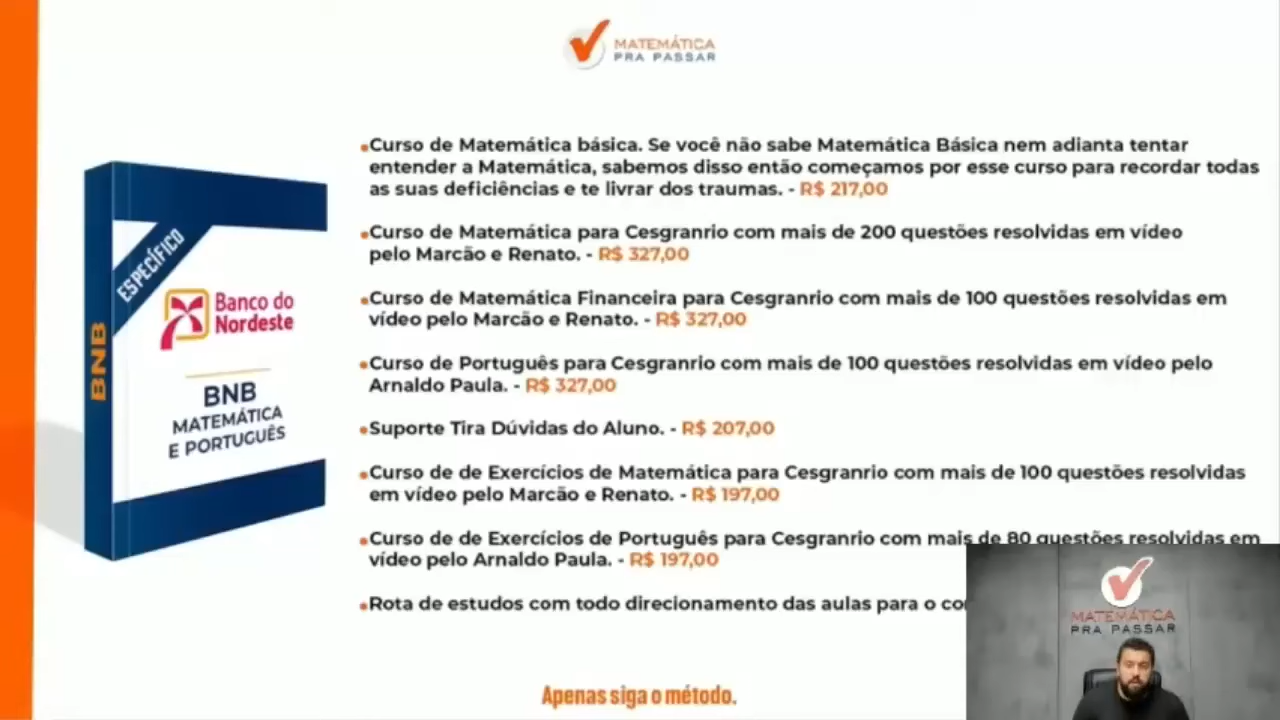 MATEMÁTICA
PRA PASSAR
•Curso de Matemática básica. Se você não sabe Matemática Básica nem adianta tentar
entender a Matemática, sabemos disso então começamos por esse curso para recordar todas
as suas deficiências e te livrar dos traumas. - R$ 217,00
•Curso de Matemática para Cesgranrio com mais de 200 questões resolvidas em vídeo
pelo Marcão e Renato. - R$ 327,00
•Curso de Matemática Financeira para Cesgranrio com mais de 100 questões resolvidas em
vídeo pelo Marcão e Renato. - R$ 327,00
•Curso de Português para Cesgranrio com mais de 100 questões resolvidas em vídeo pelo
Arnaldo Paula. - R$ 327,00
•Suporte Tira Dúvidas do Aluno. - R$ 207,00
•Curso de de Exercícios de Matemática para Cesgranrio com mais de 100 questões resolvidas
em vídeo pelo Marcão e Renato. - R$ 197,00
•Curso de de Exercícios de Português para Cesgranrio com mais de 80 questões resolvidas em
vídeo pelo Arnaldo Paula. - R$ 197,00
•Rota de estudos com todo direcionamento das aulas para o
Apenas siga o método.
ESPECÍFICO
Banco do
Nordeste
BNB
BNB
MATEMÁTICA
E PORTUGUÊS
MATEMÁTICA
PRA PASSAR